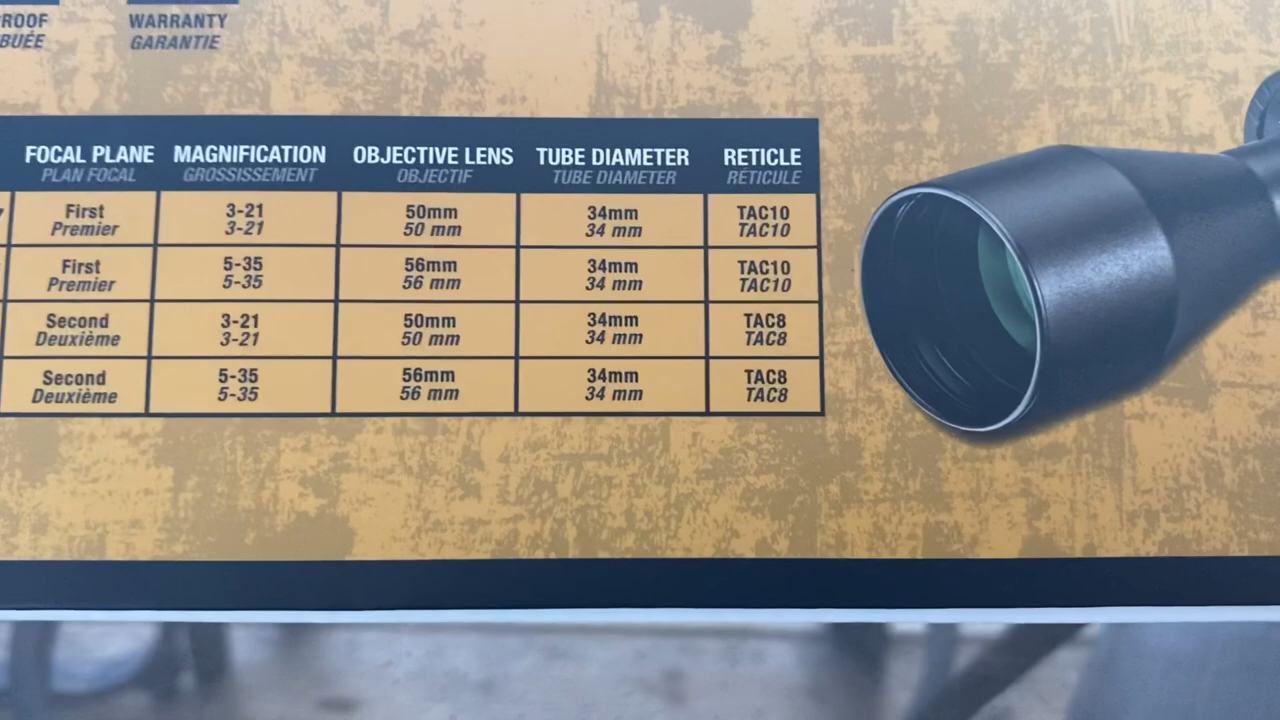 ROOF
BUÉE
WARRANTY
GARANTIE
FOCAL PLANE MAGNIFICATION OBJECTIVE LENS TUBE DIAMETER RETICLE
PLAN FOCAL GROSSISSEMENT OBJECTIF TUBE DIAMETER RÉTICULE
First 3-21 50mm 34mm TAC10
Premier 3-21 50 mm 34 mm TAC10
First 5-35 56mm 34mm TAC10
Premier 5-35 56 mm 34 mm TAC10
Second 3-21 50mm 34mm TAC8
Deuxième 3-21 50 mm 34 mm TAC8
Second 5-35 56mm 34mm TAC8
Deuxième 5-35 56 mm 34 mm TAC8